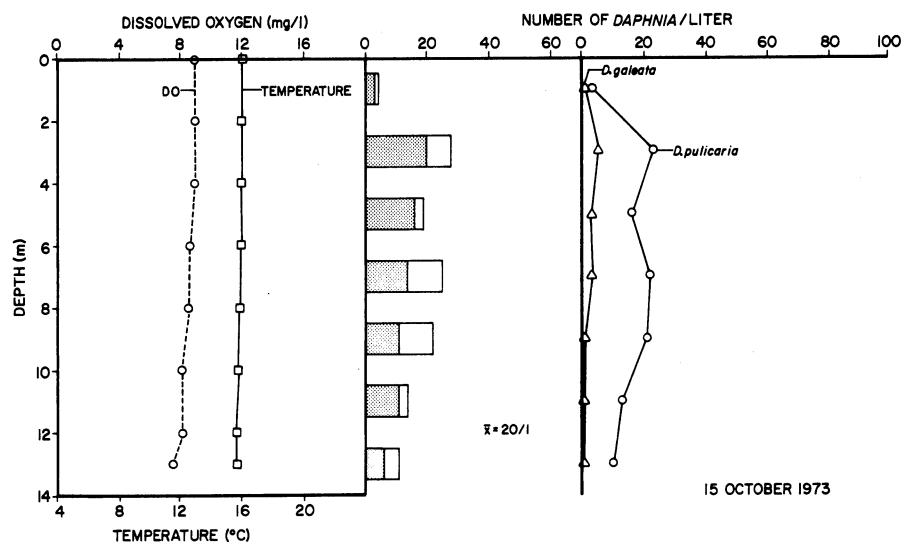 DISSOLVED OXYGEN (mg/l)
NUMBER OF DAPHNIA/LITER
0 4 8 12 16
0 20 40 60 80
0 20 40 60 80 100
D. galeata
DO
TEMPERATURE
D. pulicaria
0
2
4
6
8
10
12
14
DEPTH (m)
x̄ = 20/l
15 OCTOBER 1973
4 8 12 16 20
TEMPERATURE (°C)